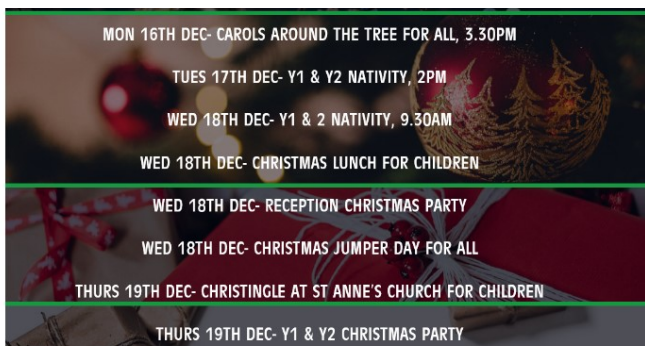 MON 16TH DEC- CAROLS AROUND THE TREE FOR ALL, 3.30PM
TUES 17TH DEC- Y1 & Y2 NATIVITY, 2PM
WED 18TH DEC- Y1 & 2 NATIVITY, 9.30AM
WED 18TH DEC- CHRISTMAS LUNCH FOR CHILDREN
WED 18TH DEC- RECEPTION CHRISTMAS PARTY
WED 18TH DEC- CHRISTMAS JUMPER DAY FOR ALL
THURS 19TH DEC- CHRISTINGLE AT ST ANNE'S CHURCH FOR CHILDREN
THURS 19TH DEC- Y1 & Y2 CHRISTMAS PARTY